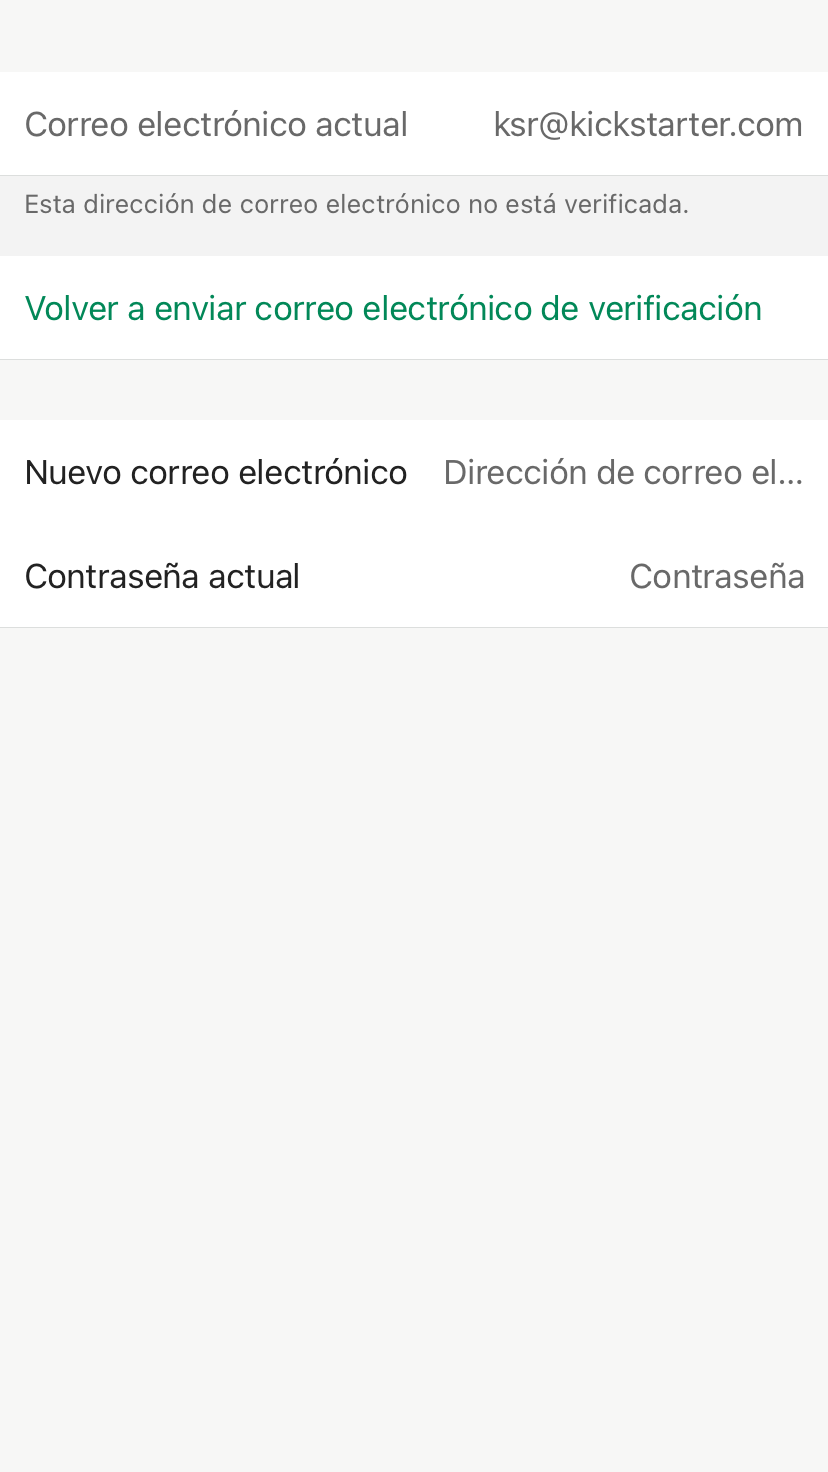 Correo electrónico actual ksr@kickstarter.com
Esta dirección de correo electrónico no está verificada.
Volver a enviar correo electrónico de verificación
Nuevo correo electrónico Dirección de correo el...
Contraseña actual Contraseña